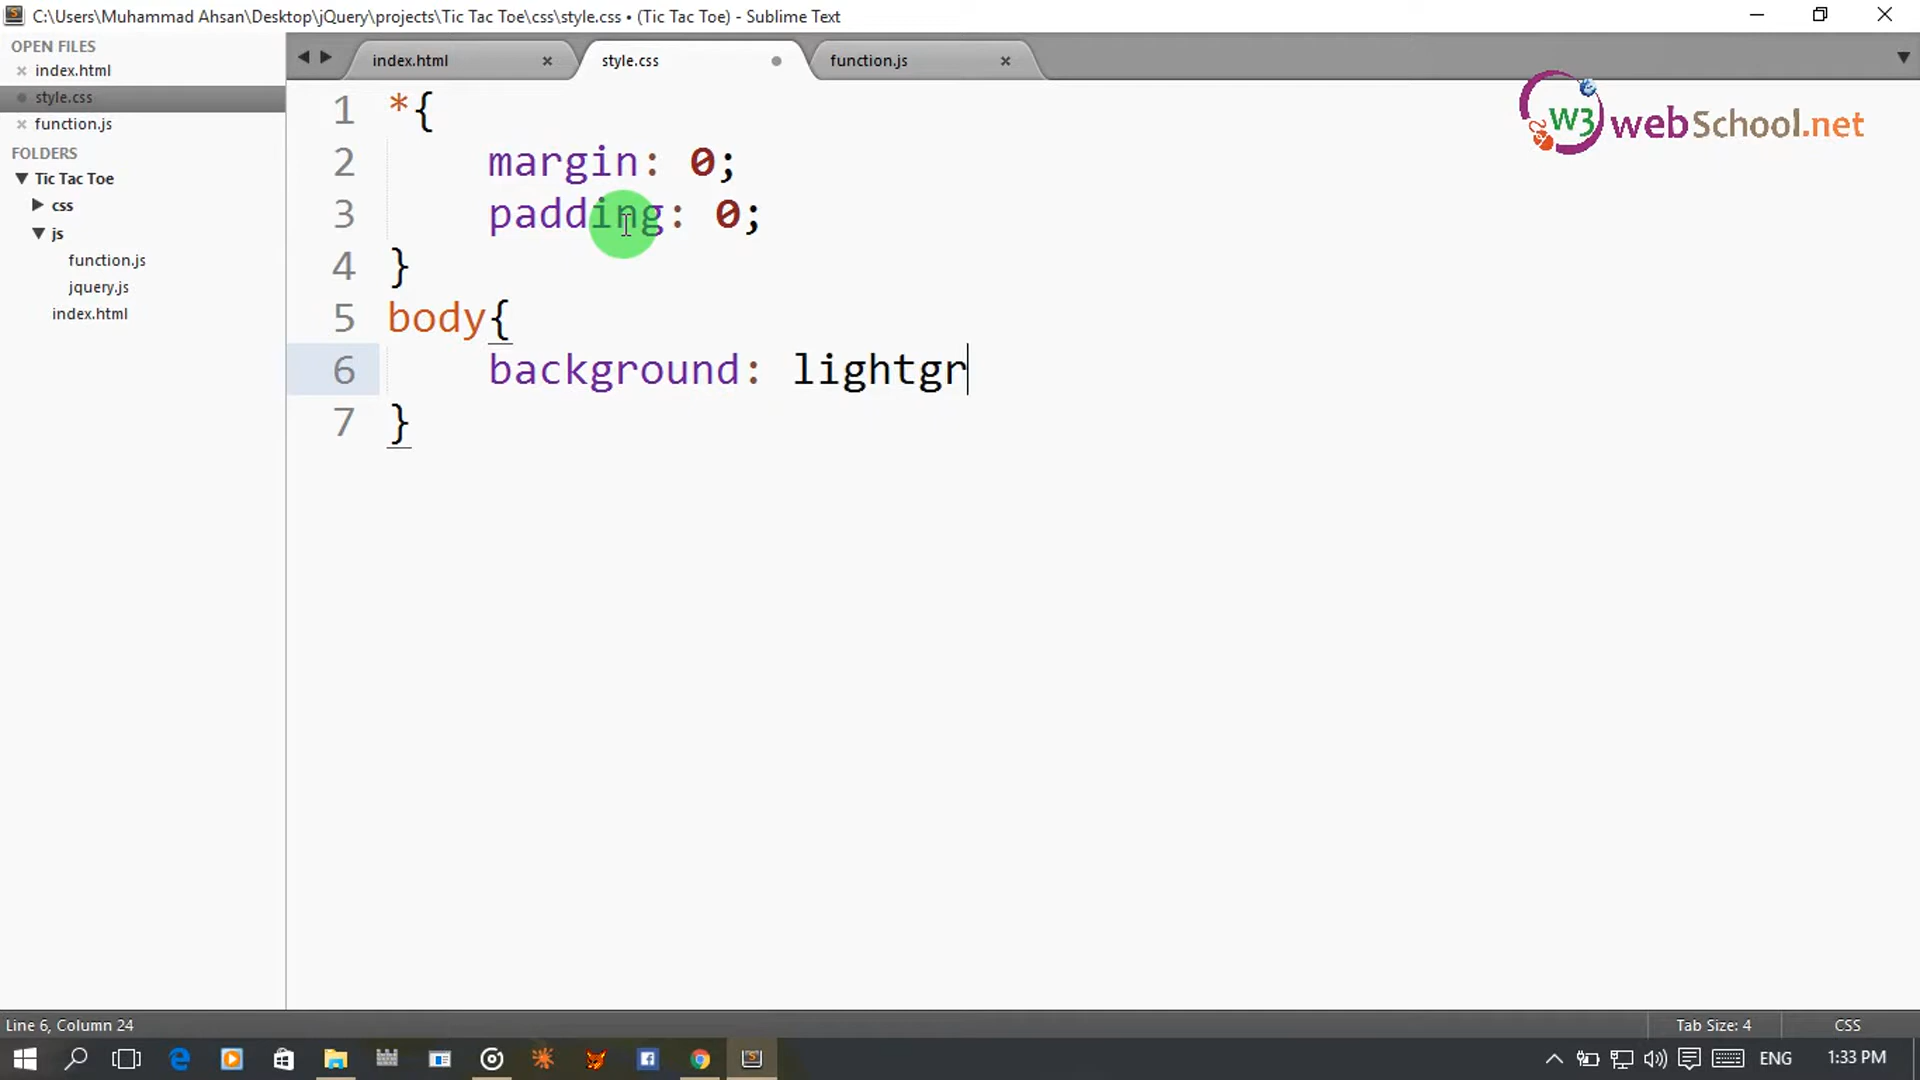 C:\Users\Muhammad Ahsan\Desktop\jQuery\projects\Tic Tac Toe\css\style.css • (Tic Tac Toe) - Sublime Text
OPEN FILES
index.html
style.css
function.js
FOLDERS
Tic Tac Toe
css
js
function.js
jquery.js
index.html
index.html
style.css
function.js
W3 webSchool.net
1 *{
2 margin: 0;
3 padding: 0;
4 }
5 body{
6 background: lightgr
7 }
Line 6, Column 24
Tab Size: 4
CSS
ENG
1:33 PM